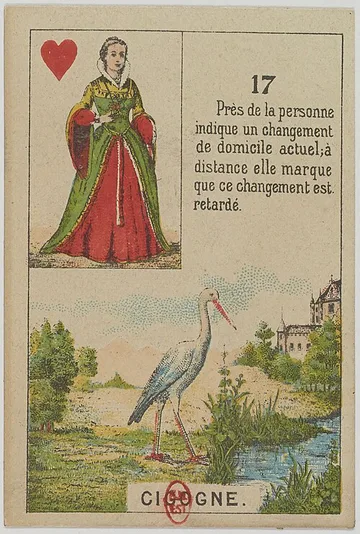 17
Près de la personne
indique un changement
de domicile actuel; à
distance elle marque
que ce changement est
retardé.
CIGOGNE.